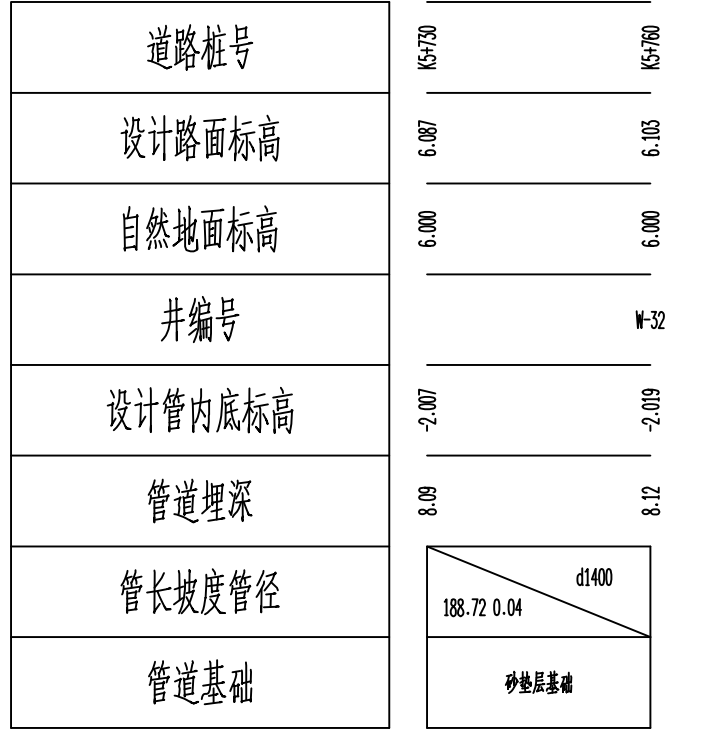 道路桩号 K5+730 K5+760
设计路面标高 6.087 6.103
自然地面标高 6.000 6.000
井编号 W-32
设计管内底标高 -2.007 -2.019
管道埋深 8.09 8.12
管长坡度管径 188.72 0.04 d1400
管道基础 砂垫层基础